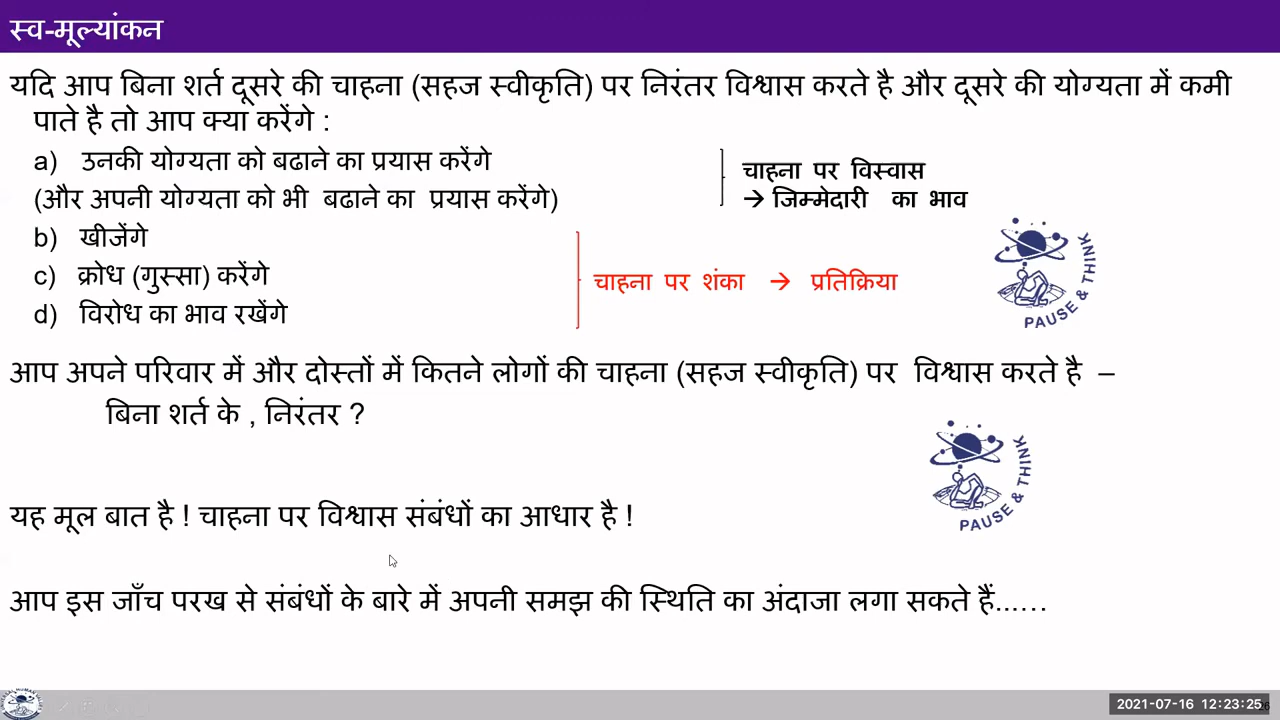 स्व-मूल्यांकन
यदि आप बिना शर्त दूसरे की चाहना (सहज स्वीकृति) पर निरंतर विश्वास करते है और दूसरे की योग्यता में कमी
पाते है तो आप क्या करेंगे :
a) उनकी योग्यता को बढाने का प्रयास करेंगे
(और अपनी योग्यता को भी बढाने का प्रयास करेंगे)
चाहना पर विस्वास
→ जिम्मेदारी का भाव
b) खीजेंगे
c) क्रोध (गुस्सा) करेंगे
d) विरोध का भाव रखेंगे
चाहना पर शंका → प्रतिक्रिया
PAUSE & THINK
आप अपने परिवार में और दोस्तों में कितने लोगों की चाहना (सहज स्वीकृति) पर विश्वास करते है –
बिना शर्त के , निरंतर ?
PAUSE & THINK
यह मूल बात है ! चाहना पर विश्वास संबंधों का आधार है !
आप इस जाँच परख से संबंधों के बारे में अपनी समझ की स्थिति का अंदाजा लगा सकते हैं...…
2021-07-16 12:23:25